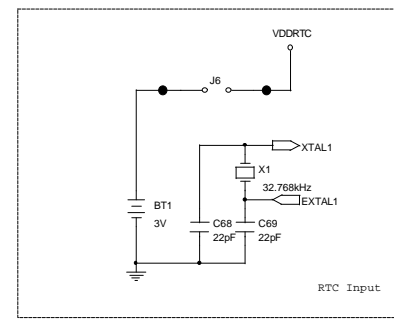 VDDRTC
J6
XTAL1
X1
32.768kHz
EXTAL1
BT1
3V
C68
22pF
C69
22pF
RTC Input